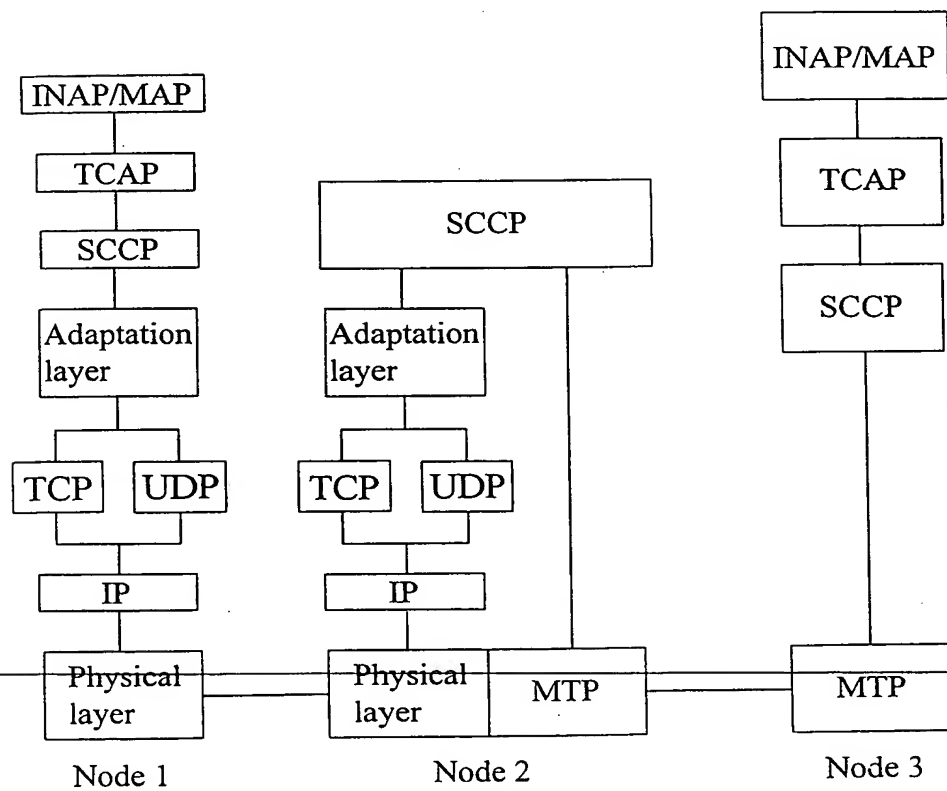 INAP/MAP
TCAP
SCCP
Adaptation
layer
TCP
UDP
IP
Physical
layer
Node 1
SCCP
Adaptation
layer
TCP
UDP
IP
Physical
layer
MTP
Node 2
INAP/MAP
TCAP
SCCP
MTP
Node 3